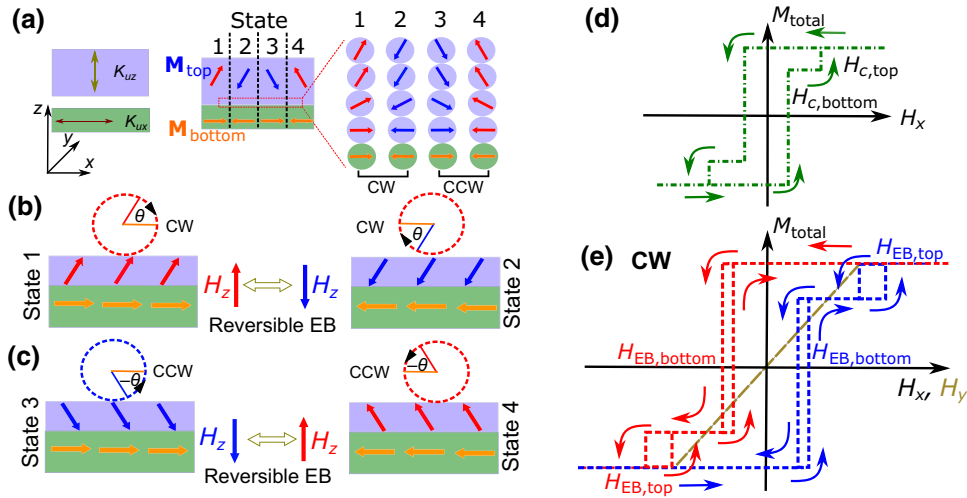 (a)
State
1 2 3 4
1 2 3 4
K_uz
M_top
z
K_ux
y
x
M_bottom
CW CCW
(b)
State 1
θ
CW
H_z
H_z
Reversible EB
CW
θ
State 2
(c)
State 3
-θ
CCW
H_z
H_z
Reversible EB
CCW
-θ
State 4
(d)
M_total
H_c,top
H_c,bottom
H_x
(e)
CW
M_total
H_EB,top
H_EB,bottom
H_EB,bottom
H_x, H_y
H_EB,top